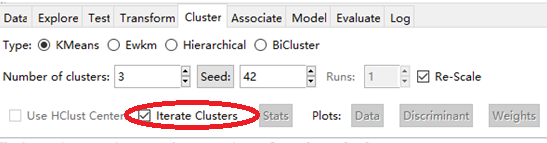 Data Explore Test Transform Cluster Associate Model Evaluate Log
Type: KMeans Ewkm Hierarchical BiCluster
Number of clusters: 3 Seed: 42 Runs: 1 Re-Scale
Use HClust Center Iterate Clusters Stats Plots: Data Discriminant Weights